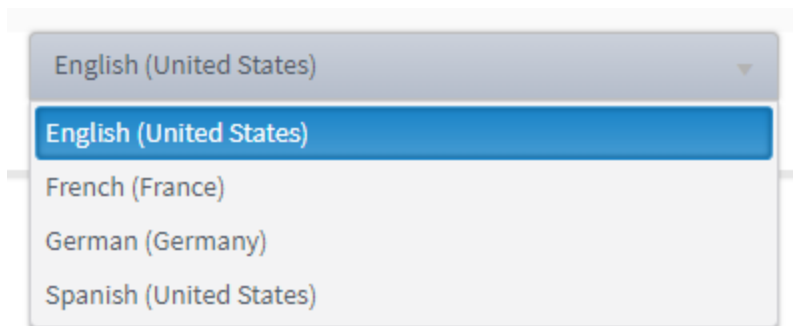 English (United States)
English (United States)
French (France)
German (Germany)
Spanish (United States)